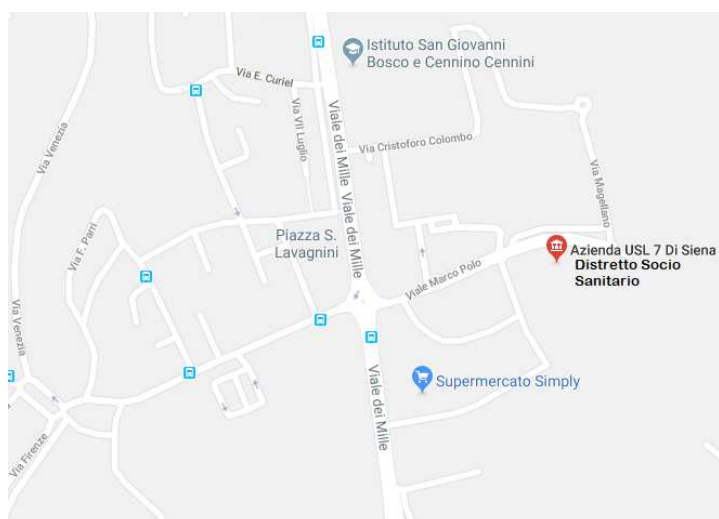 Istituto San Giovanni
Bosco e Cennino Cennini
Via E. Curiel
Via VII Luglio
Viale dei Mille
Viale dei Mille
Via Cristoforo Colombo
Via Venezia
Via Magellano
Via F. Parri
Piazza S.
Lavagnini
Azienda USL 7 Di Siena
Distretto Socio
Sanitario
Viale Marco Polo
Via Venezia
Supermercato Simply
Viale dei Mille
Via Firenze